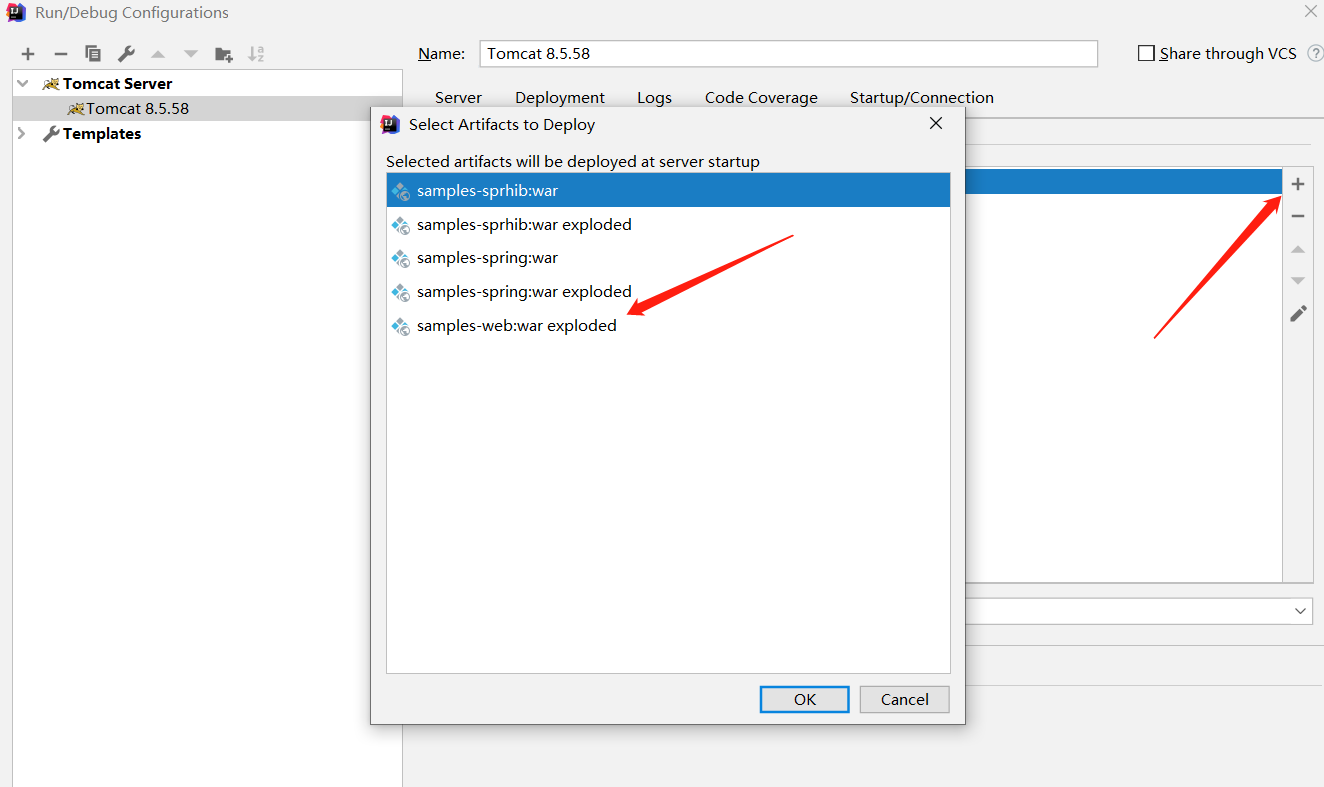 Run/Debug Configurations
Name: Tomcat 8.5.58 Share through VCS ?
Tomcat Server
Tomcat 8.5.58
Templates
Server Deployment Logs Code Coverage Startup/Connection
Select Artifacts to Deploy
Selected artifacts will be deployed at server startup
samples-sprhib:war
samples-sprhib:war exploded
samples-spring:war
samples-spring:war exploded
samples-web:war exploded
OK Cancel